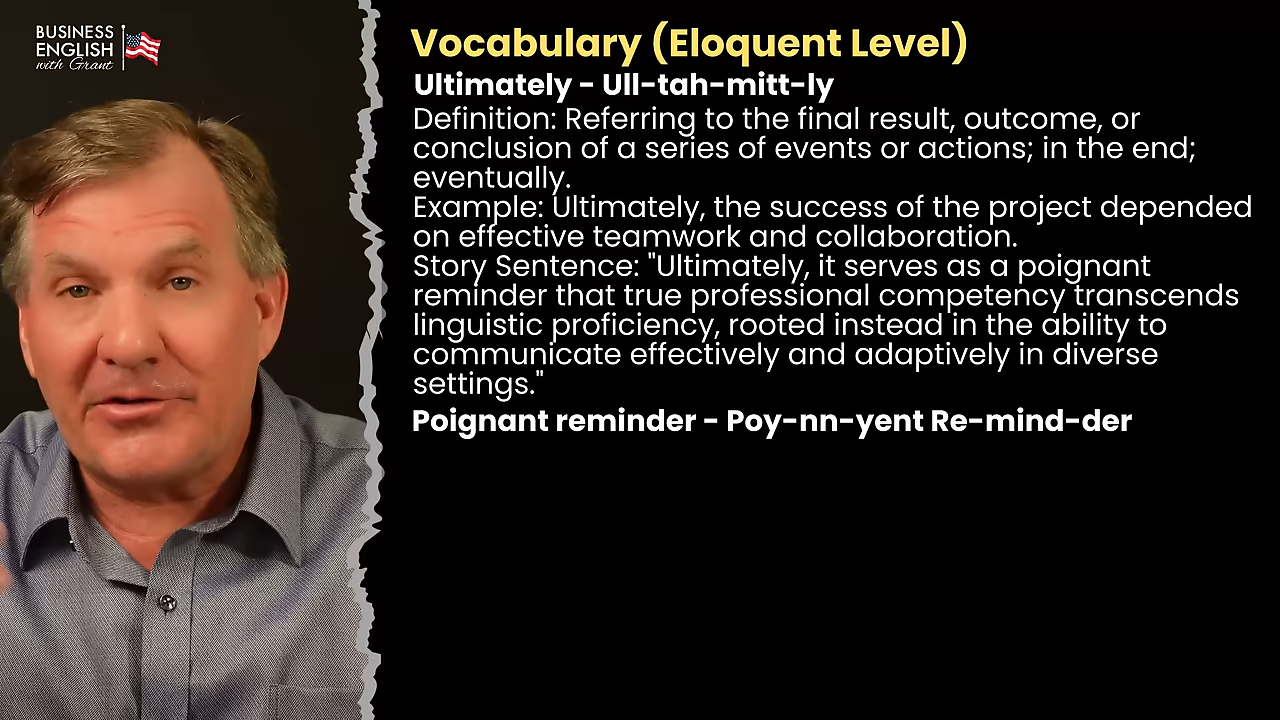 BUSINESS
ENGLISH
with Grant
Vocabulary (Eloquent Level)
Ultimately - Ull-tah-mitt-ly
Definition: Referring to the final result, outcome, or
conclusion of a series of events or actions; in the end;
eventually.
Example: Ultimately, the success of the project depended
on effective teamwork and collaboration.
Story Sentence: "Ultimately, it serves as a poignant
reminder that true professional competency transcends
linguistic proficiency, rooted instead in the ability to
communicate effectively and adaptively in diverse
settings."
Poignant reminder - Poy-nn-yent Re-mind-der